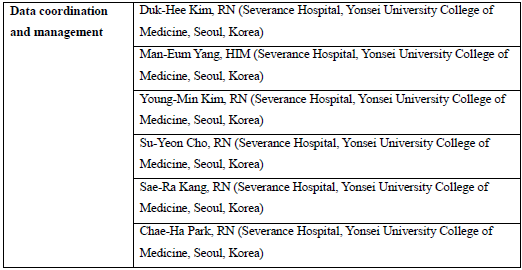 Data coordination
and management
Duk-Hee Kim, RN (Severance Hospital, Yonsei University College of
Medicine, Seoul, Korea)
Man-Eum Yang, HIM (Severance Hospital, Yonsei University College of
Medicine, Seoul, Korea)
Young-Min Kim, RN (Severance Hospital, Yonsei University College of
Medicine, Seoul, Korea)
Su-Yeon Cho, RN (Severance Hospital, Yonsei University College of
Medicine, Seoul, Korea)
Sae-Ra Kang, RN (Severance Hospital, Yonsei University College of
Medicine, Seoul, Korea)
Chae-Ha Park, RN (Severance Hospital, Yonsei University College of
Medicine, Seoul, Korea)